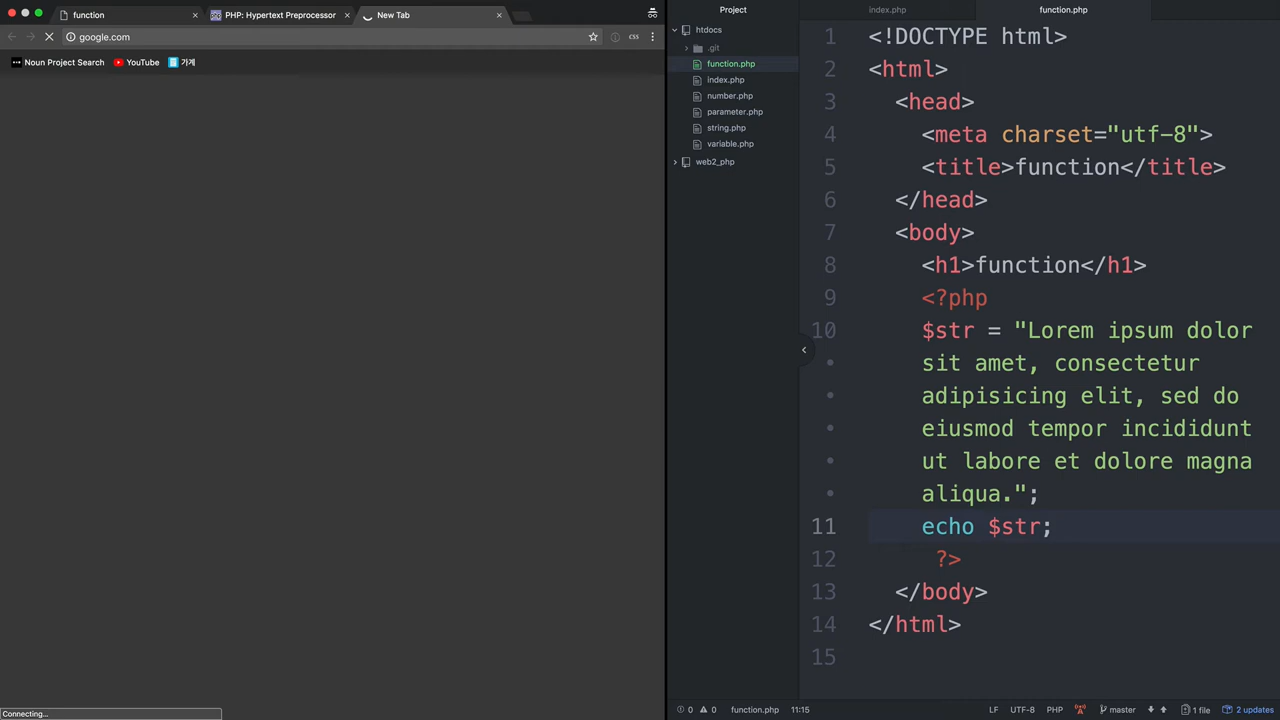 function
PHP: Hypertext Preprocessor
New Tab
google.com
CSS
Noun Project Search
YouTube
가계
Connecting...
Project
htdocs
.git
function.php
index.php
number.php
parameter.php
string.php
variable.php
web2_php
index.php
function.php
1 <!DOCTYPE html>
2 <html>
3 <head>
4 <meta charset="utf-8">
5 <title>function</title>
6 </head>
7 <body>
8 <h1>function</h1>
9 <?php
10 $str = "Lorem ipsum dolor
sit amet, consectetur
adipisicing elit, sed do
eiusmod tempor incididunt
ut labore et dolore magna
aliqua.";
11 echo $str;
12 ?>
13 </body>
14 </html>
15
0 0 function.php 11:15
LF UTF-8 PHP master 1 file 2 updates